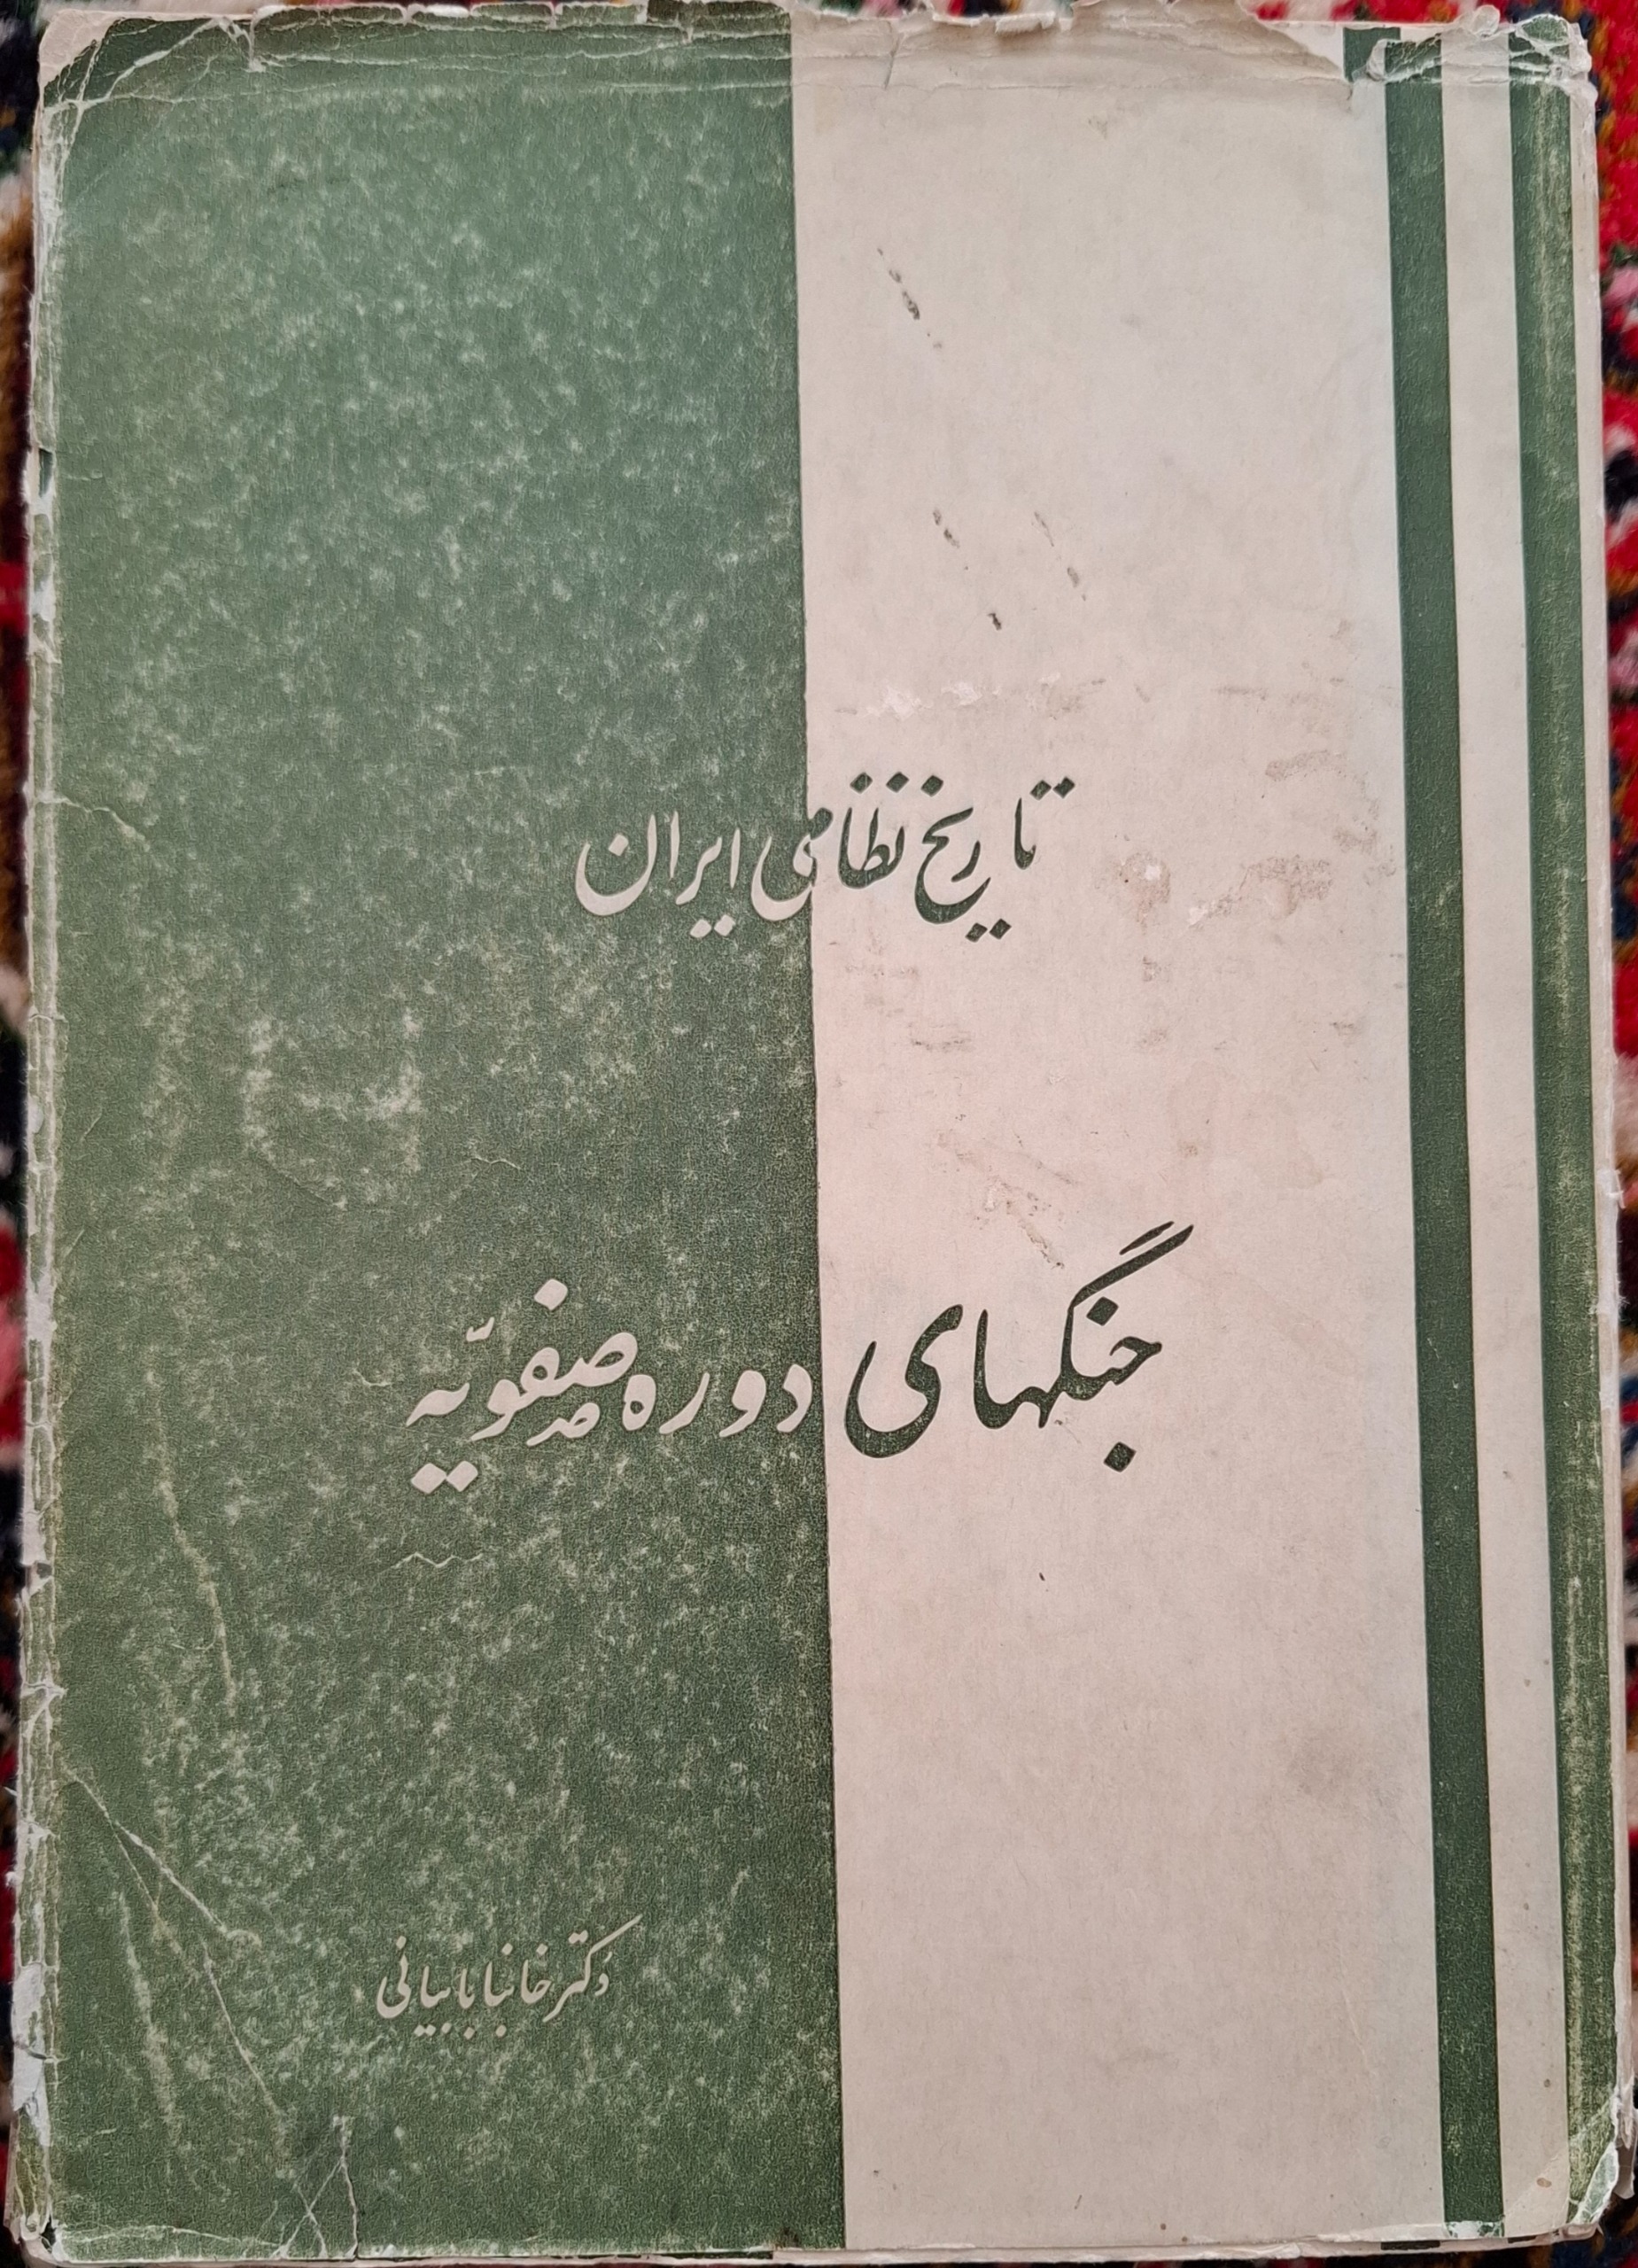 تاریخ نظامی ایران
جنگهای دوره صفویّه
دکتر خانبابا بیانی